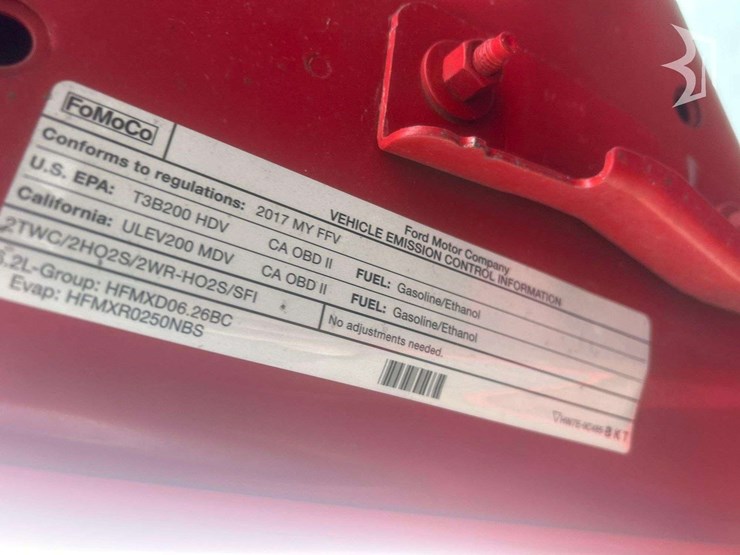 FoMoCo
Ford Motor Company
VEHICLE EMISSION CONTROL INFORMATION
Conforms to regulations: 2017 MY FFV
U.S. EPA: T3B200 HDV CA OBD II FUEL: Gasoline/Ethanol
California: ULEV200 MDV CA OBD II FUEL: Gasoline/Ethanol
2TWC/2HO2S/2WR-HO2S/SFI No adjustments needed.
.2L-Group: HFMXD06.26BC
Evap: HFMXR0250NBS